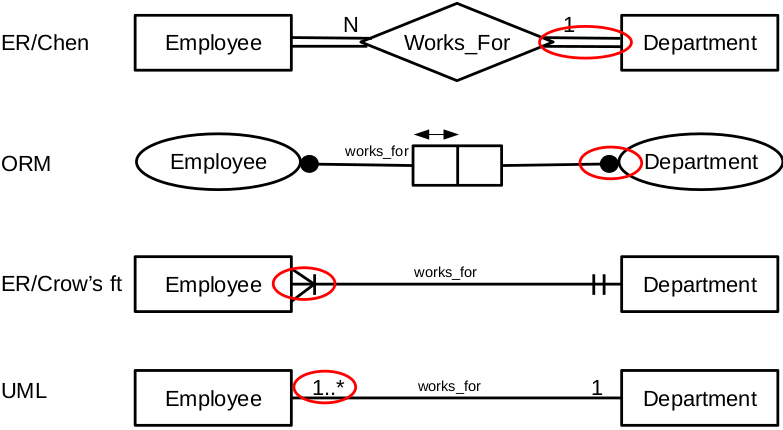 ER/Chen Employee N Works_For 1 Department
ORM Employee works_for Department
ER/Crow’s ft Employee works_for Department
UML Employee 1..* works_for 1 Department